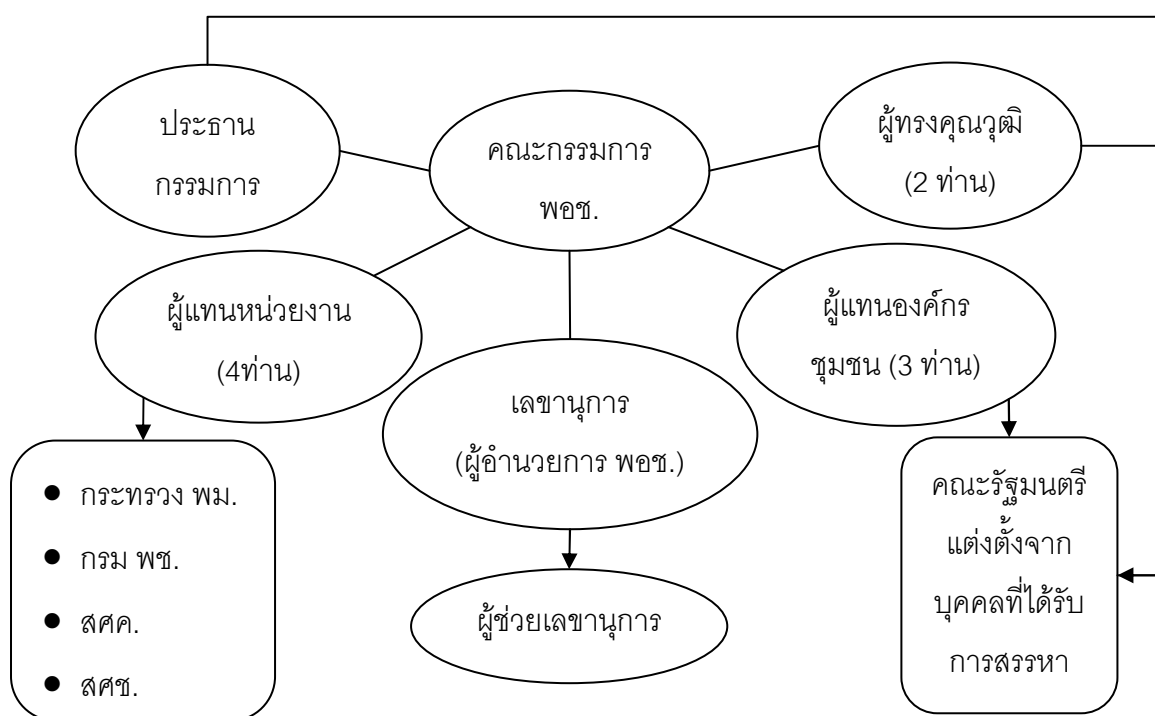 ประธาน
กรรมการ
คณะกรรมการ
พอช.
ผู้ทรงคุณวุฒิ
(2 ท่าน)
ผู้แทนหน่วยงาน
(4ท่าน)
ผู้แทนองค์กร
ชุมชน (3 ท่าน)
เลขานุการ
(ผู้อำนวยการ พอช.)
● กระทรวง พม.
● กรม พช.
● สศค.
● สศช.
คณะรัฐมนตรี
แต่งตั้งจาก
บุคคลที่ได้รับ
การสรรหา
ผู้ช่วยเลขานุการ